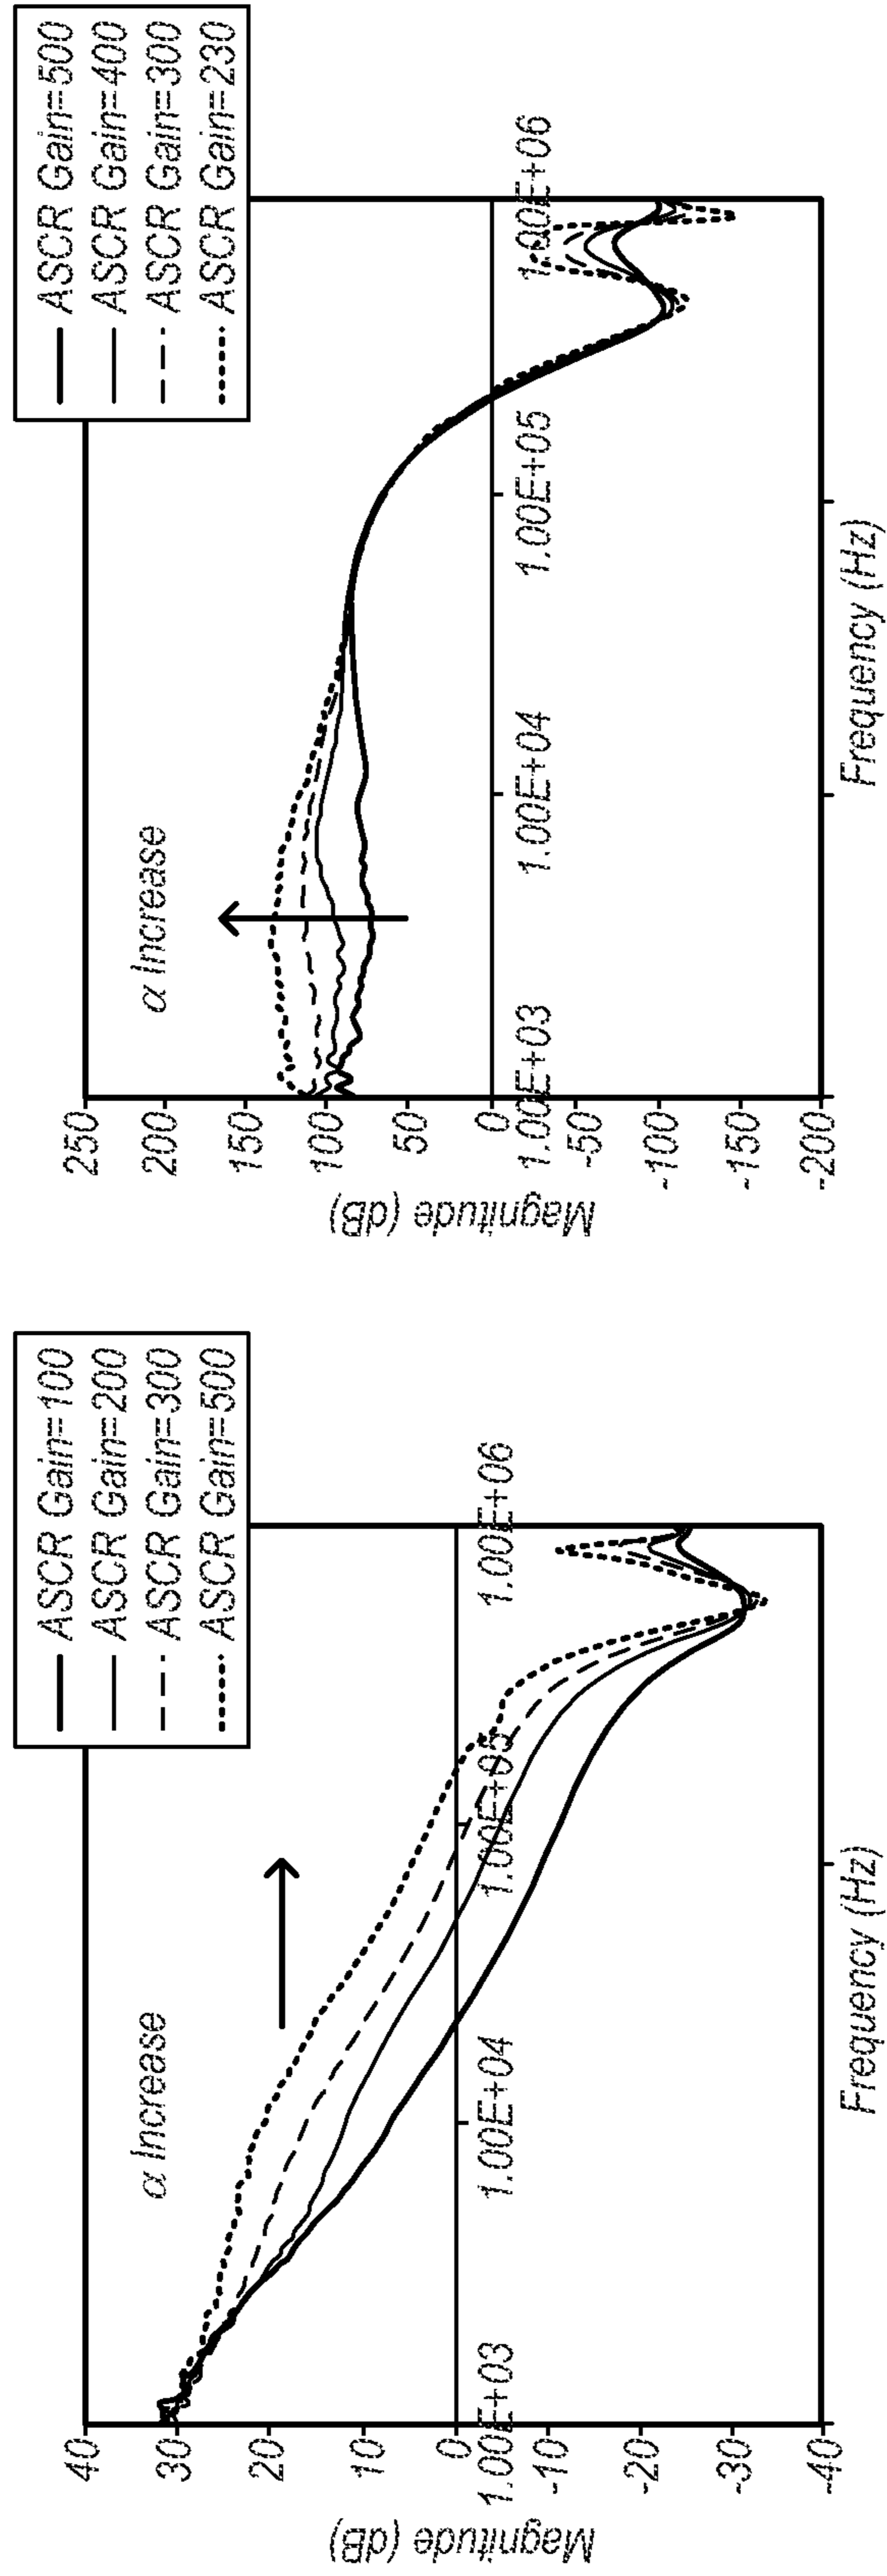 α Increase
ASCR Gain=100
ASCR Gain=200
ASCR Gain=300
ASCR Gain=500
40
30
20
10
0
-10
-20
-30
-40
Magnitude (dB)
1.00E+03
1.00E+04
1.00E+05
1.00E+06
Frequency (Hz)
α Increase
ASCR Gain=500
ASCR Gain=400
ASCR Gain=300
ASCR Gain=230
250
200
150
100
50
0
-50
-100
-150
-200
Magnitude (dB)
1.00E+03
1.00E+04
1.00E+05
1.00E+06
Frequency (Hz)